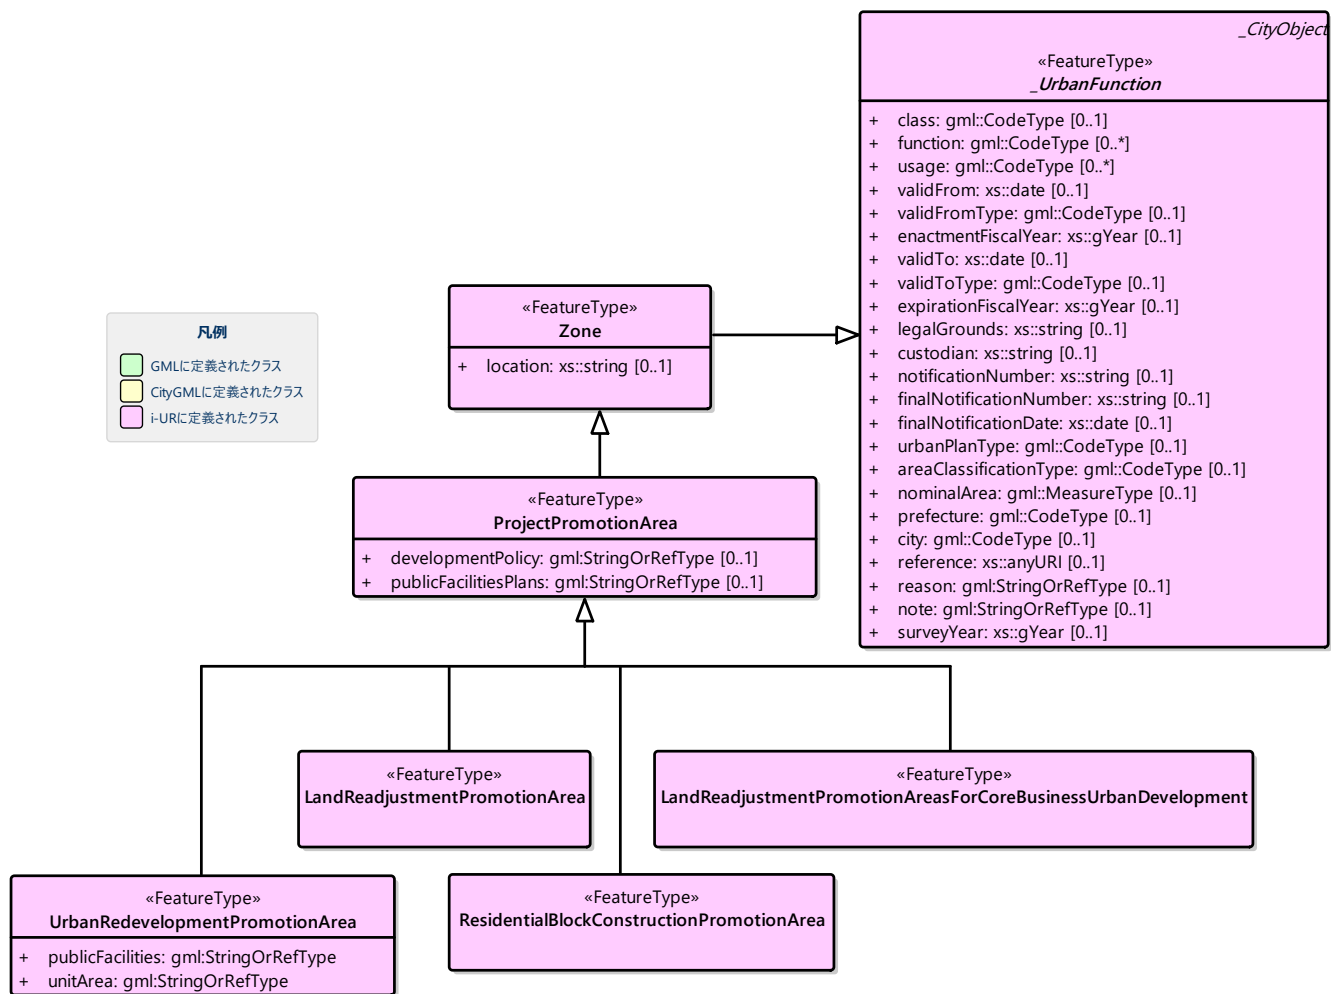 _CityObject
«FeatureType»
_UrbanFunction
+ class: gml::CodeType [0..1]
+ function: gml::CodeType [0..*]
+ usage: gml::CodeType [0..*]
+ validFrom: xs::date [0..1]
+ validFromType: gml::CodeType [0..1]
+ enactmentFiscalYear: xs::gYear [0..1]
+ validTo: xs::date [0..1]
+ validToType: gml::CodeType [0..1]
+ expirationFiscalYear: xs::gYear [0..1]
+ legalGrounds: xs::string [0..1]
+ custodian: xs::string [0..1]
+ notificationNumber: xs::string [0..1]
+ finalNotificationNumber: xs::string [0..1]
+ finalNotificationDate: xs::date [0..1]
+ urbanPlanType: gml::CodeType [0..1]
+ areaClassificationType: gml::CodeType [0..1]
+ nominalArea: gml::MeasureType [0..1]
+ prefecture: gml::CodeType [0..1]
+ city: gml::CodeType [0..1]
+ reference: xs::anyURI [0..1]
+ reason: gml:StringOrRefType [0..1]
+ note: gml:StringOrRefType [0..1]
+ surveyYear: xs::gYear [0..1]
«FeatureType»
Zone
+ location: xs::string [0..1]
凡例
GMLに定義されたクラス
CityGMLに定義されたクラス
i-URに定義されたクラス
«FeatureType»
ProjectPromotionArea
+ developmentPolicy: gml:StringOrRefType [0..1]
+ publicFacilitiesPlans: gml:StringOrRefType [0..1]
«FeatureType»
LandReadjustmentPromotionArea
«FeatureType»
LandReadjustmentPromotionAreasForCoreBusinessUrbanDevelopment
«FeatureType»
UrbanRedevelopmentPromotionArea
+ publicFacilities: gml:StringOrRefType
+ unitArea: gml:StringOrRefType
«FeatureType»
ResidentialBlockConstructionPromotionArea